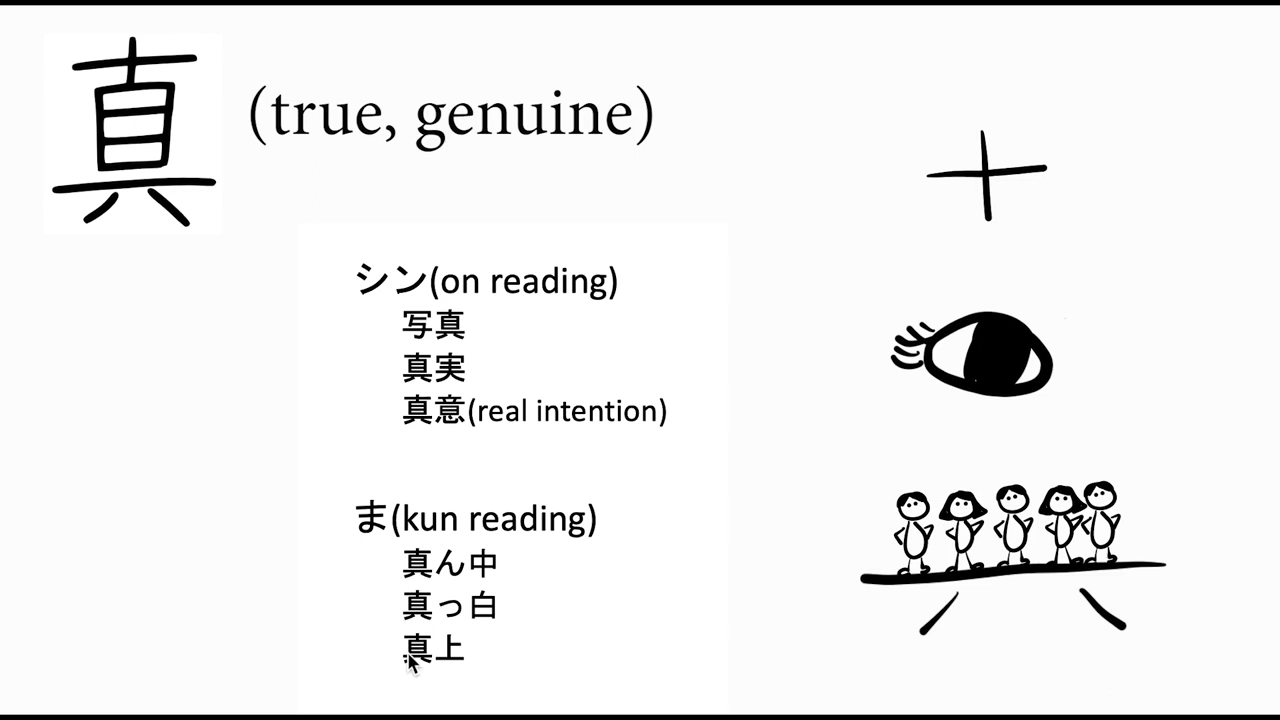 真 (true, genuine)
十
シン(on reading)
写真
真実
真意(real intention)
ま(kun reading)
真ん中
真っ白
真上